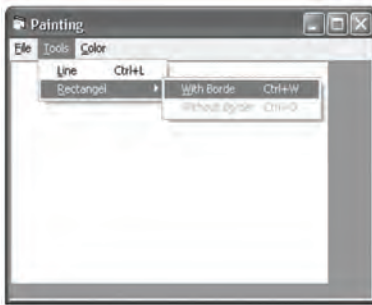 Painting
File Tools Color
Line Ctrl+L
Rectangel
With Borde Ctrl+W
Without Border Ctrl+O